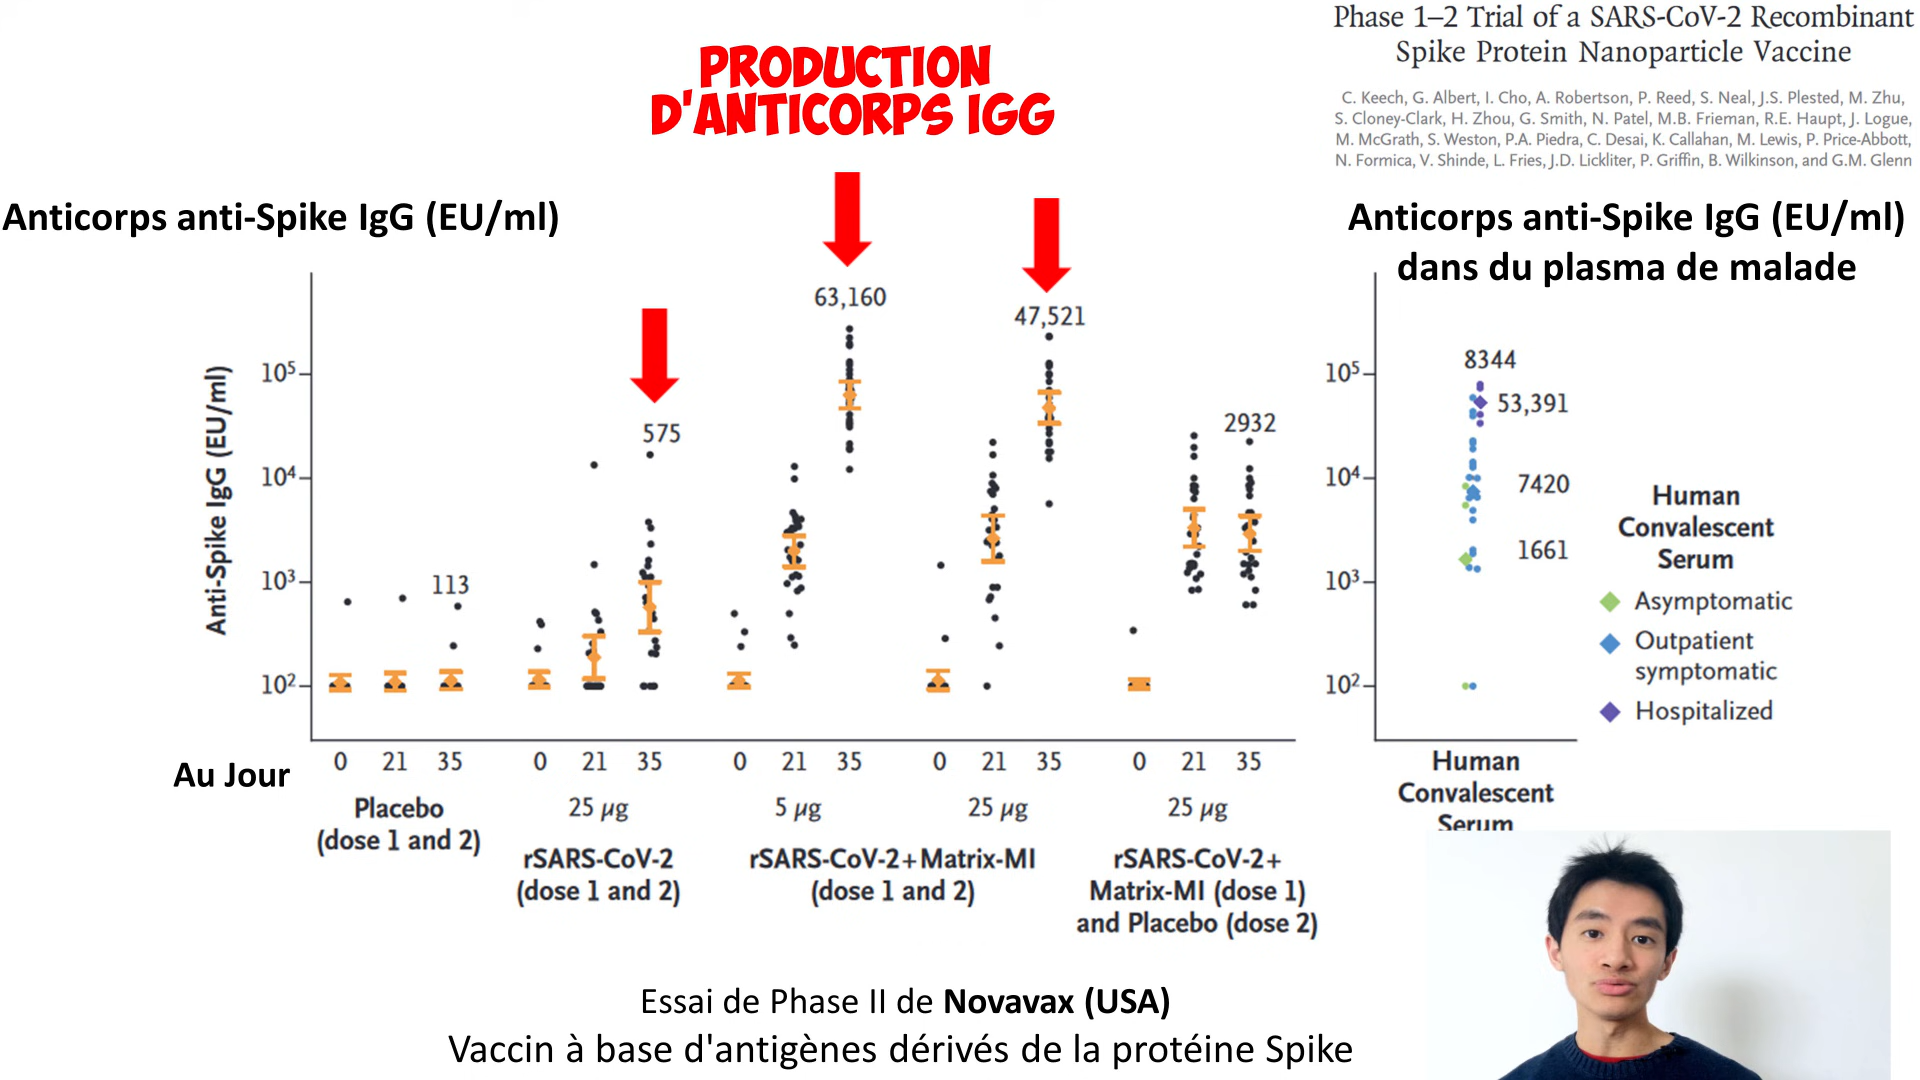 Phase 1–2 Trial of a SARS-CoV-2 Recombinant
Spike Protein Nanoparticle Vaccine
C. Keech, G. Albert, I. Cho, A. Robertson, P. Reed, S. Neal, J.S. Plested, M. Zhu,
S. Cloney-Clark, H. Zhou, G. Smith, N. Patel, M.B. Frieman, R.E. Haupt, J. Logue,
M. McGrath, S. Weston, P.A. Piedra, C. Desai, K. Callahan, M. Lewis, P. Price-Abbott,
N. Formica, V. Shinde, L. Fries, J.D. Lickliter, P. Griffin, B. Wilkinson, and G.M. Glenn
PRODUCTION
D'ANTICORPS IGG
Anticorps anti-Spike IgG (EU/ml)
Anti-Spike IgG (EU/ml)
10⁵
10⁴
10³
10²
113
575
63,160
47,521
2932
Au Jour
0 21 35 0 21 35 0 21 35 0 21 35 0 21 35
Placebo
(dose 1 and 2)
25 µg
rSARS-CoV-2
(dose 1 and 2)
5 µg
25 µg
rSARS-CoV-2+Matrix-MI
(dose 1 and 2)
25 µg
rSARS-CoV-2+
Matrix-MI (dose 1)
and Placebo (dose 2)
Anticorps anti-Spike IgG (EU/ml)
dans du plasma de malade
10⁵
10⁴
10³
10²
8344
53,391
7420
1661
Human
Convalescent
Serum
Human
Convalescent
Serum
Asymptomatic
Outpatient
symptomatic
Hospitalized
Essai de Phase II de Novavax (USA)
Vaccin à base d'antigènes dérivés de la protéine Spike